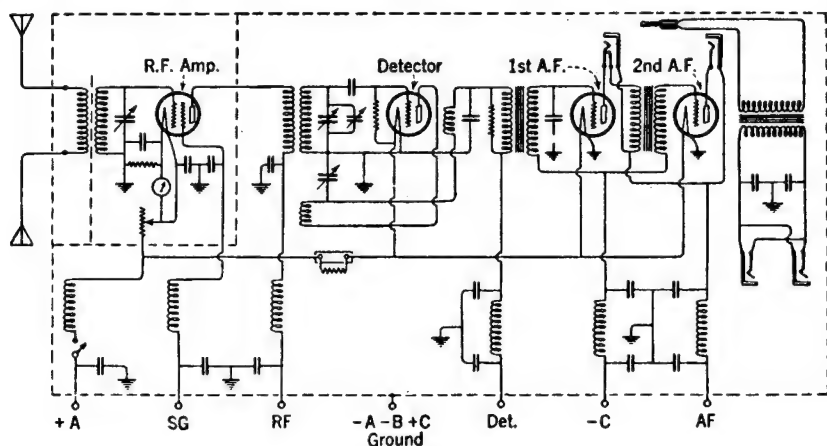 R.F. Amp.
Detector
1st A.F.
2nd A.F.
+A
SG
RF
-A -B +C
Ground
Det.
-C
AF